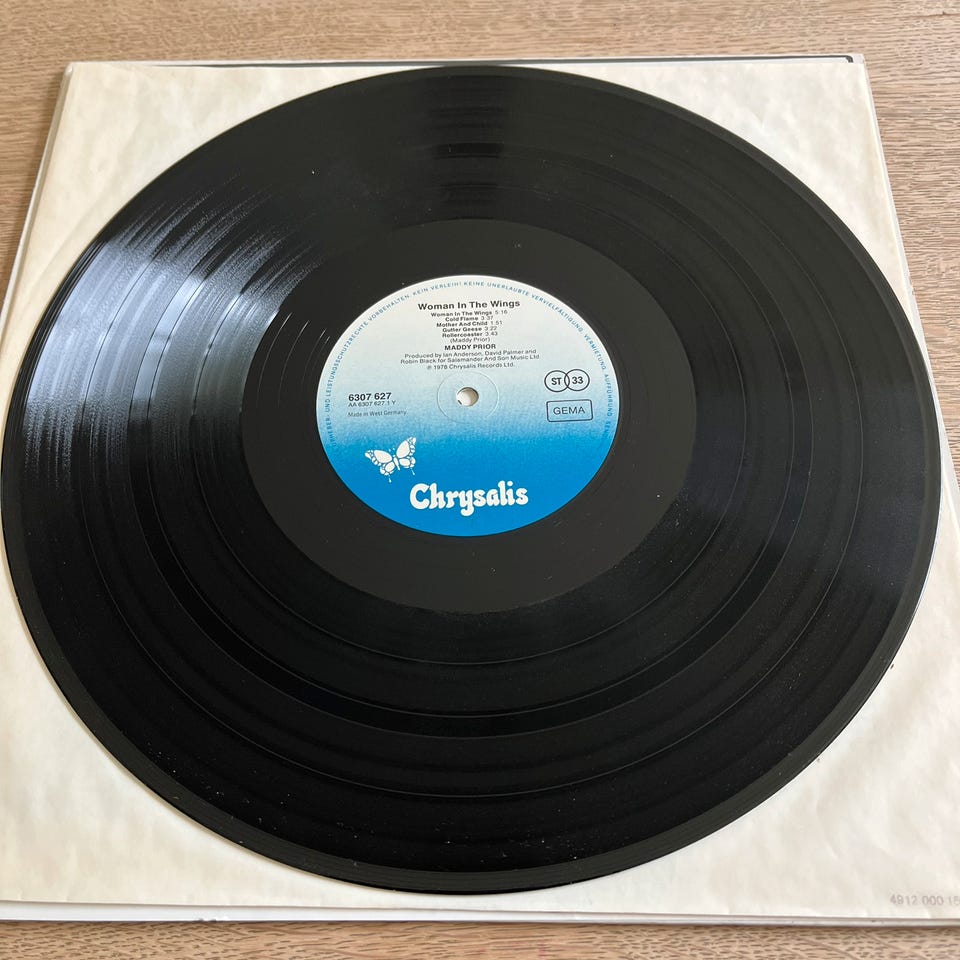 URHEBER- UND LEISTUNGSSCHUTZRECHTE VORBEHALTEN. KEIN VERLEIH! KEINE UNERLAUBTE VERVIELFÄLTIGUNG, VERMIETUNG, AUFFÜHRUNG,
Woman In The Wings
Woman In The Wings 5:16
Cold Flame 3:37
Mother And Child 1:51
Gutter Geese 3:22
Rollercoaster 3:43
(Maddy Prior)
MADDY PRIOR
Produced by Ian Anderson, David Palmer and
Robin Black for Salamander And Son Music Ltd.
℗ 1978 Chrysalis Records Ltd.
6307 627
AA 6307 627.1 Y
Made in West Germany
ST 33
GEMA
Chrysalis
4912 000